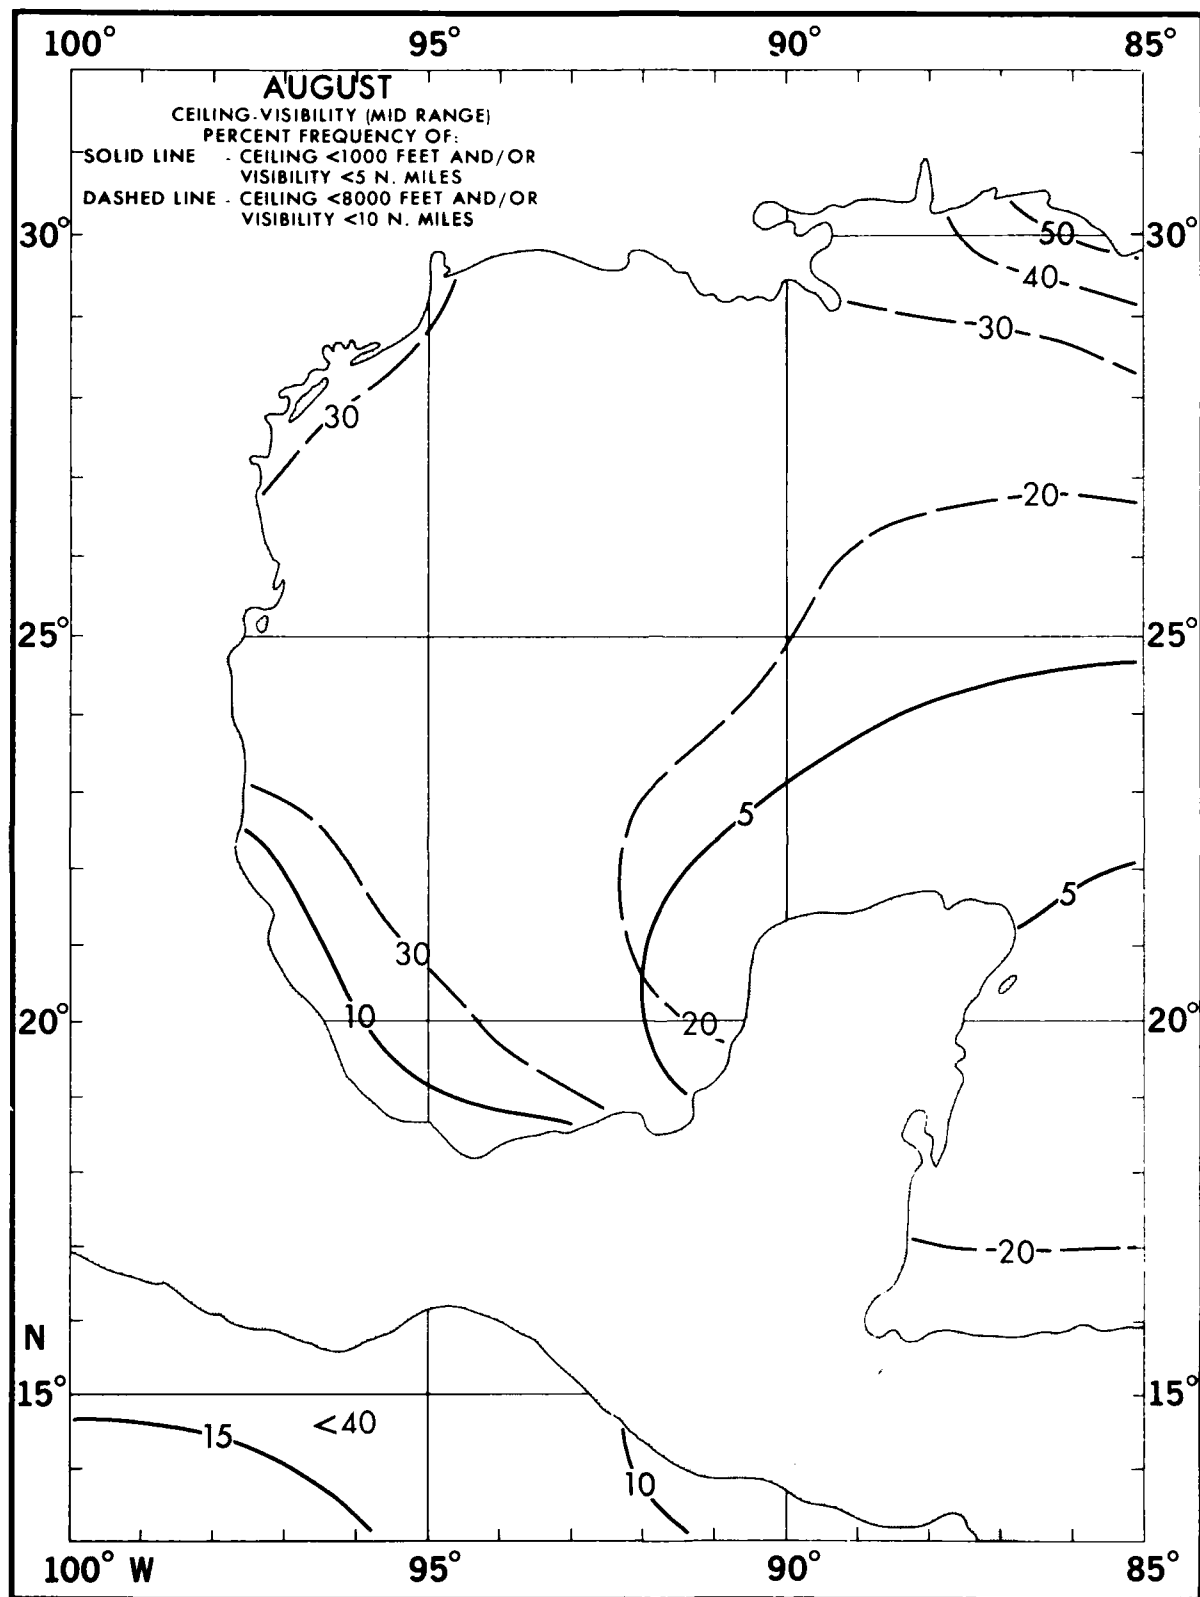 100° 95° 90° 85°
AUGUST
CEILING-VISIBILITY (MID RANGE)
PERCENT FREQUENCY OF:
SOLID LINE - CEILING <1000 FEET AND/OR
VISIBILITY <5 N. MILES
DASHED LINE - CEILING <8000 FEET AND/OR
VISIBILITY <10 N. MILES
30° 50 30°
40
30
30
20
25° 25°
5
5
30
20° 10 20 20°
20
N
15° 15°
15 <40
10
100° W 95° 90° 85°